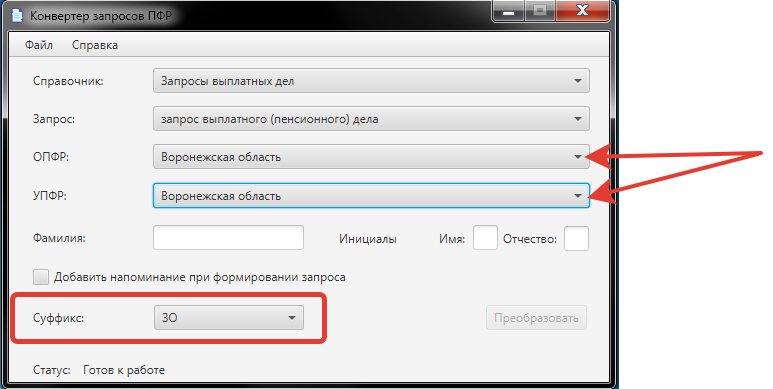 Конвертер запросов ПФР
Файл Справка
Справочник: Запросы выплатных дел
Запрос: запрос выплатного (пенсионного) дела
ОПФР: Воронежская область
УПФР: Воронежская область
Фамилия: Инициалы Имя: Отчество:
Добавить напоминание при формировании запроса
Суффикс: ЗО Преобразовать
Статус: Готов к работе